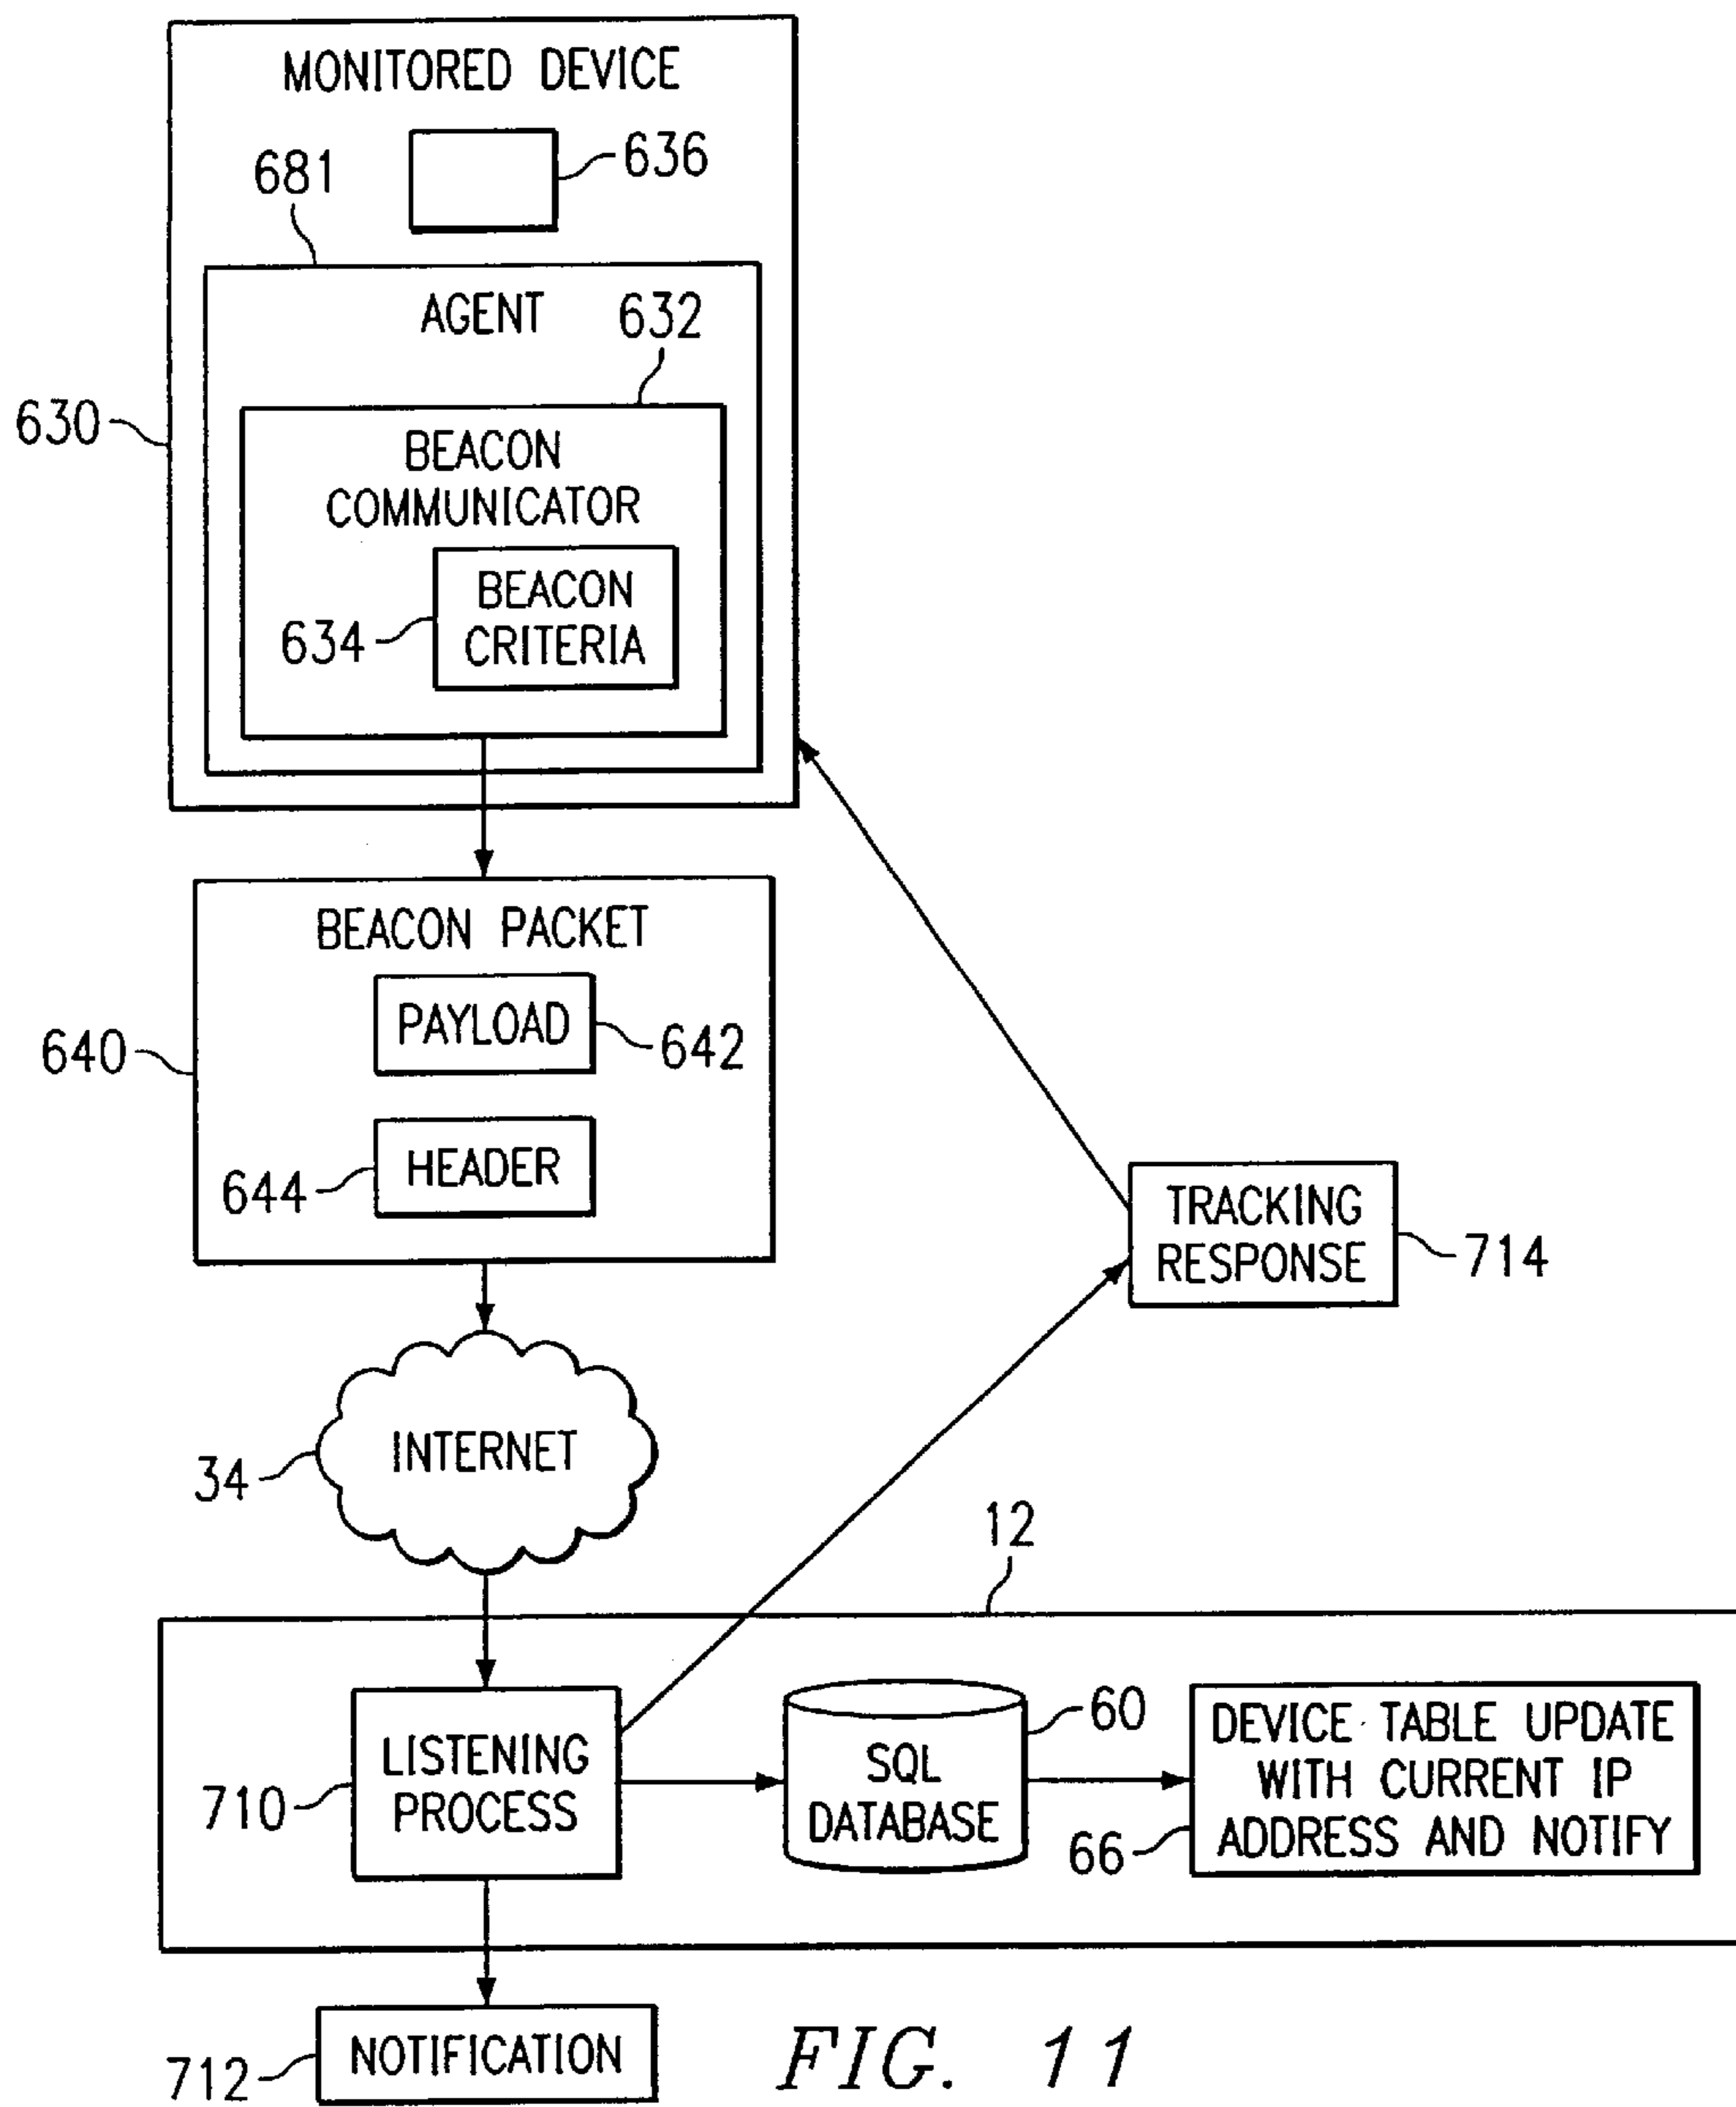 MONITORED DEVICE
636
681
AGENT
632
630
BEACON
COMMUNICATOR
BEACON
CRITERIA
634
BEACON PACKET
PAYLOAD
642
640
HEADER
644
TRACKING
RESPONSE
714
INTERNET
34
12
LISTENING
PROCESS
710
SQL
DATABASE
60
DEVICE TABLE UPDATE
WITH CURRENT IP
ADDRESS AND NOTIFY
66
NOTIFICATION
712
FIG. 11